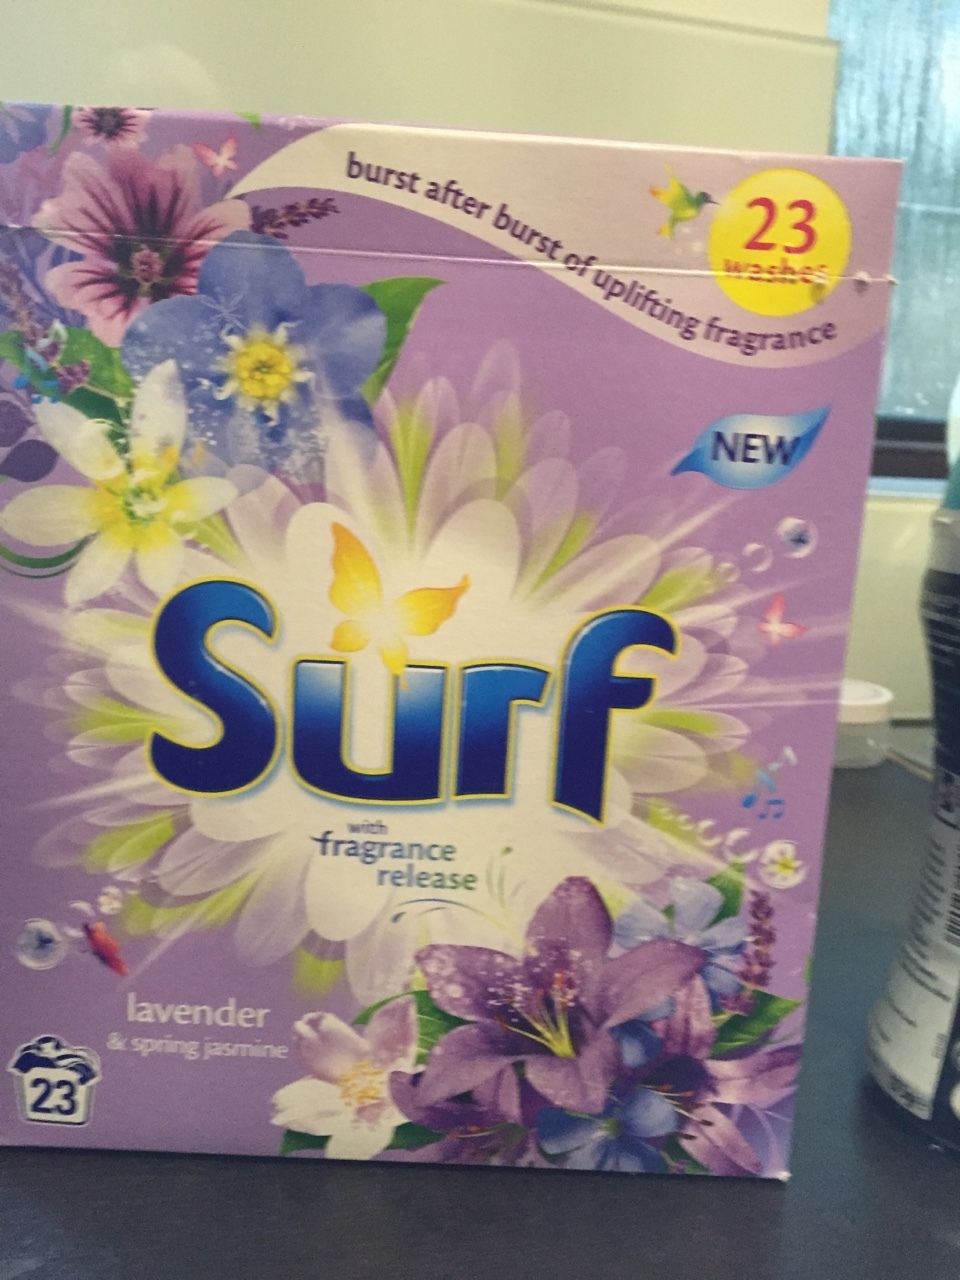 burst after burst of uplifting fragrance
23
washes
NEW
Surf
with
fragrance
release
lavender
& spring jasmine
23